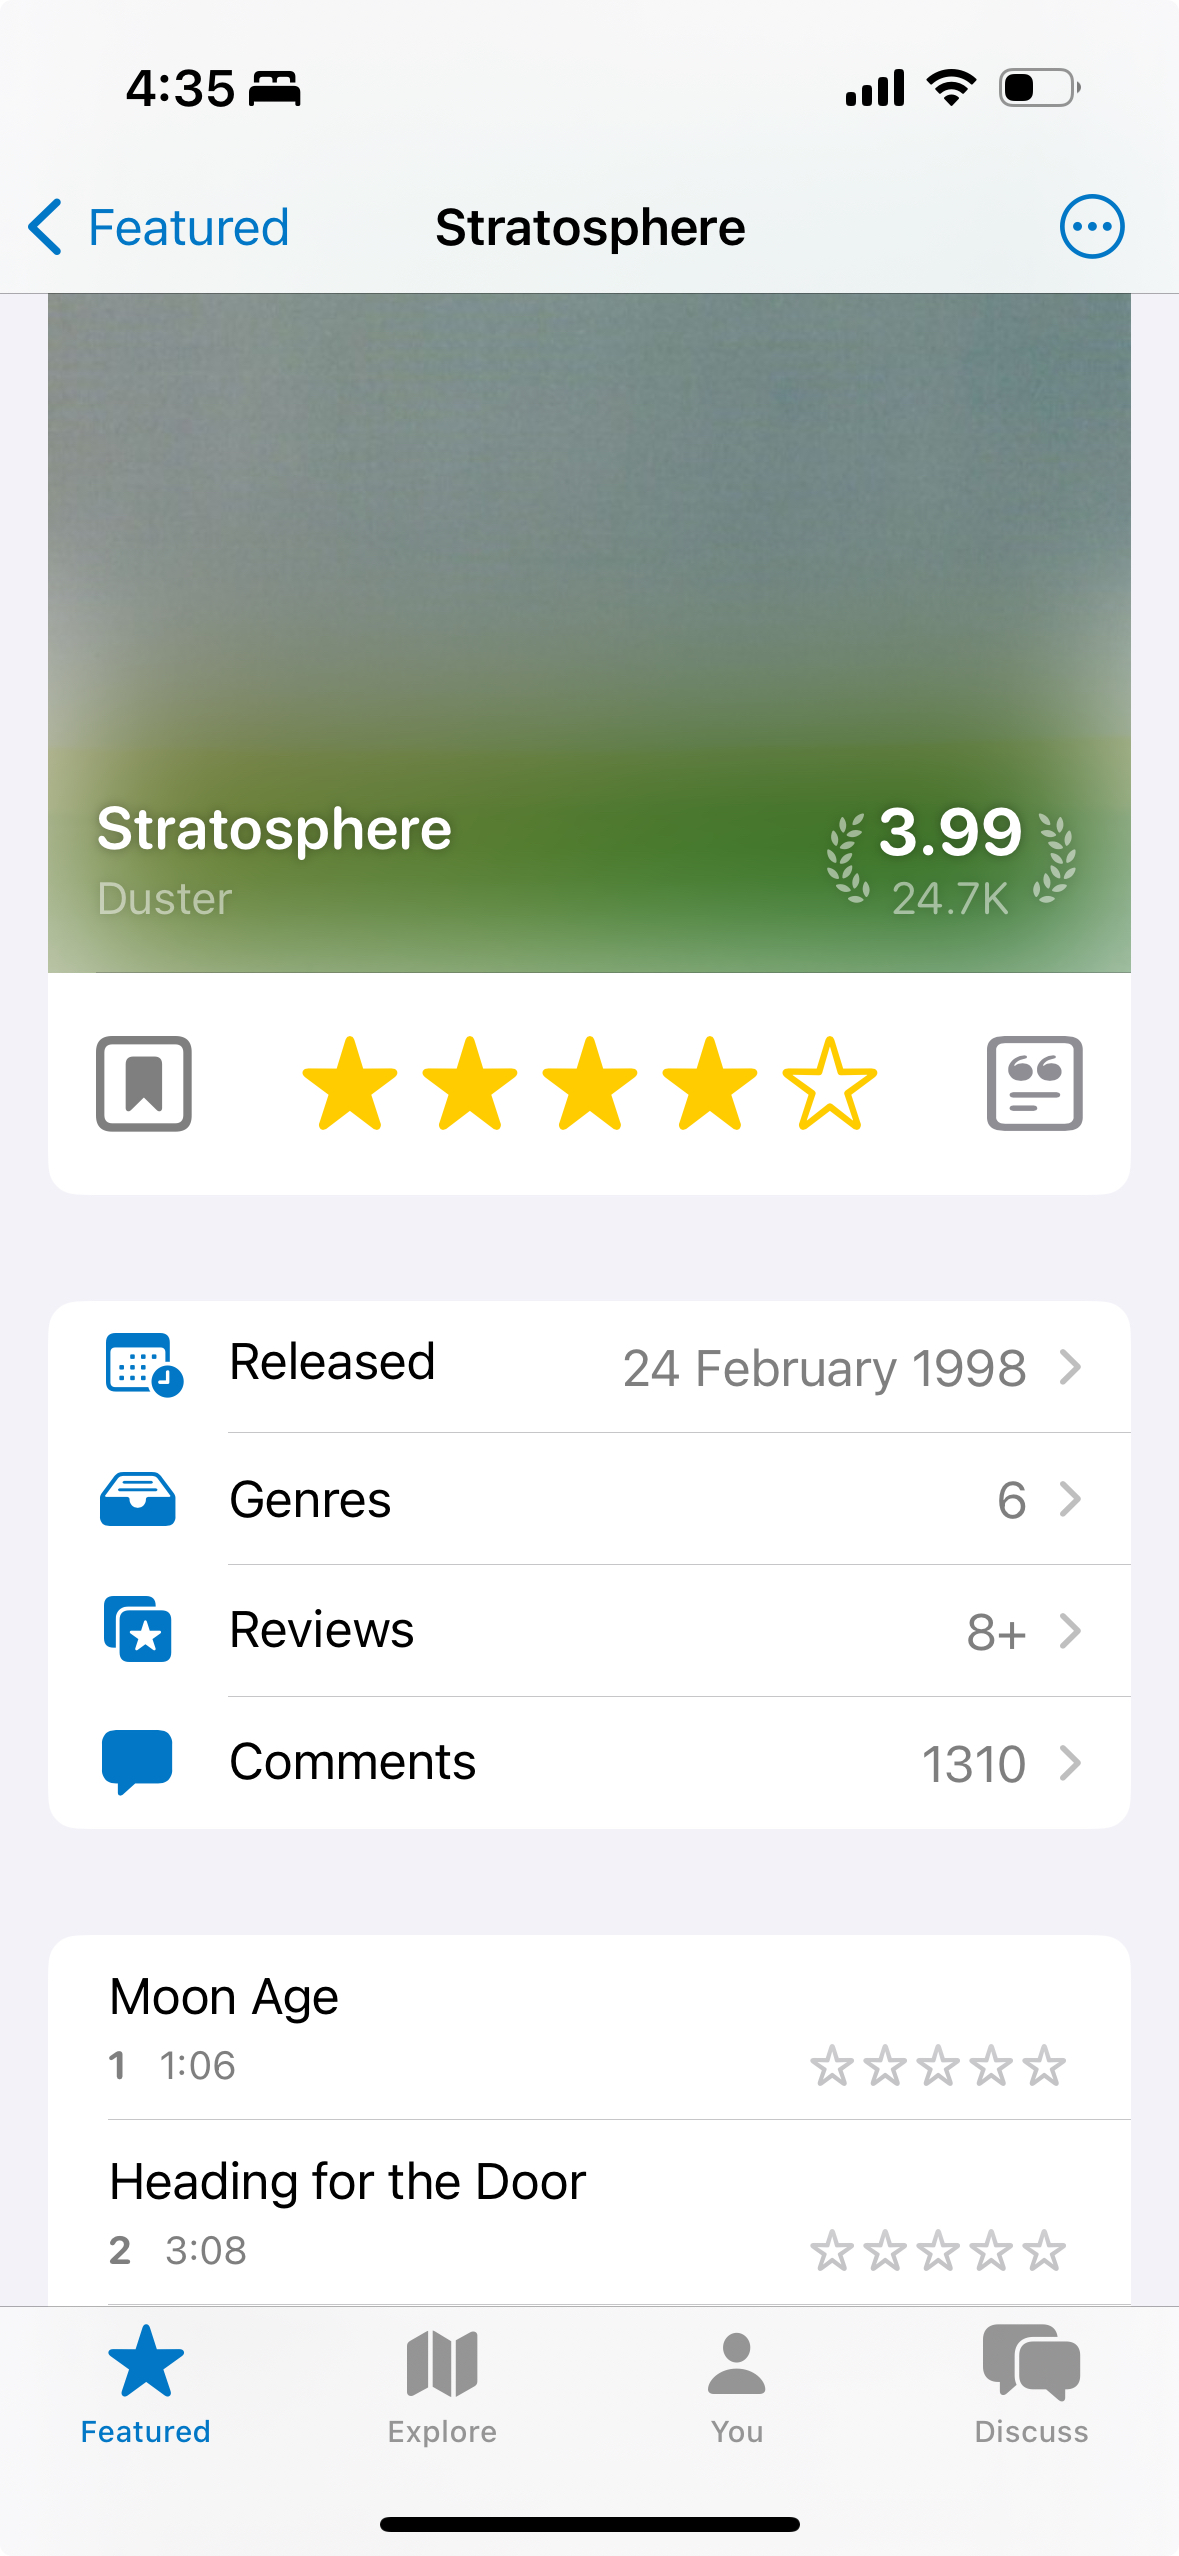 4:35
Featured
Stratosphere
Stratosphere
3.99
Duster
24.7K
Released
24 February 1998
Genres
6
Reviews
8+
Comments
1310
Moon Age
1 1:06
Heading for the Door
2 3:08
Featured
Explore
You
Discuss